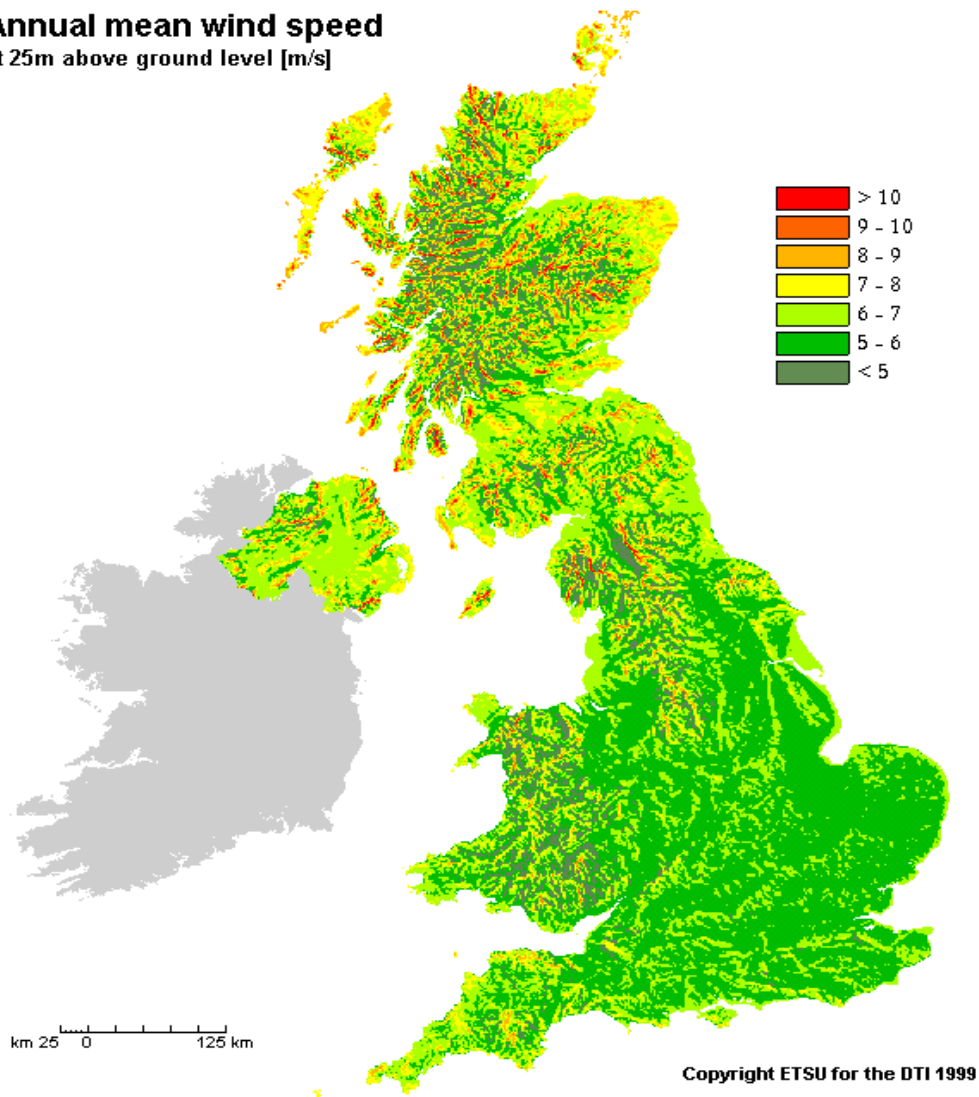 Annual mean wind speed
t 25m above ground level [m/s]
> 10
9 - 10
8 - 9
7 - 8
6 - 7
5 - 6
< 5
km 25 0 125 km
Copyright ETSU for the DTI 1999